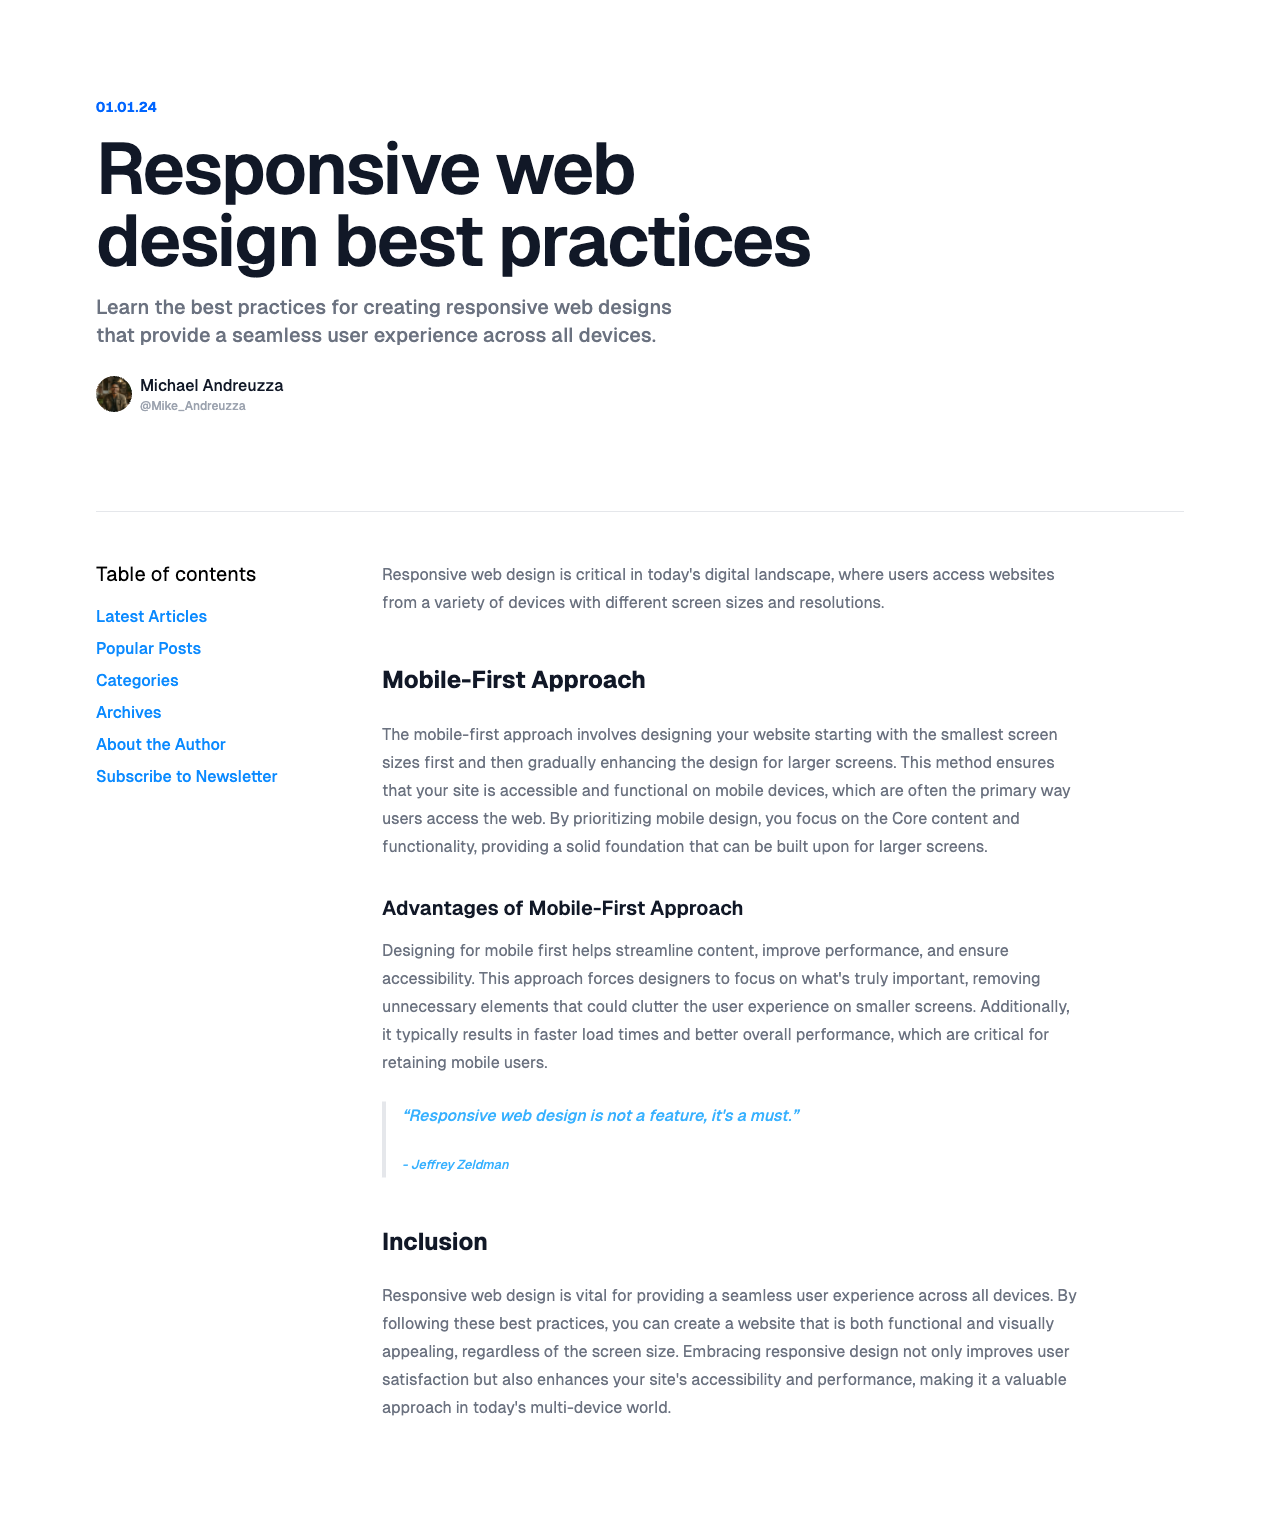 01.01.24
Responsive web
design best practices
Learn the best practices for creating responsive web designs
that provide a seamless user experience across all devices.
Michael Andreuzza
@Mike_Andreuzza
Table of contents
Latest Articles
Popular Posts
Categories
Archives
About the Author
Subscribe to Newsletter
Responsive web design is critical in today's digital landscape, where users access websites
from a variety of devices with different screen sizes and resolutions.
Mobile-First Approach
The mobile-first approach involves designing your website starting with the smallest screen
sizes first and then gradually enhancing the design for larger screens. This method ensures
that your site is accessible and functional on mobile devices, which are often the primary way
users access the web. By prioritizing mobile design, you focus on the Core content and
functionality, providing a solid foundation that can be built upon for larger screens.
Advantages of Mobile-First Approach
Designing for mobile first helps streamline content, improve performance, and ensure
accessibility. This approach forces designers to focus on what's truly important, removing
unnecessary elements that could clutter the user experience on smaller screens. Additionally,
it typically results in faster load times and better overall performance, which are critical for
retaining mobile users.
“Responsive web design is not a feature, it's a must.”
- Jeffrey Zeldman
Inclusion
Responsive web design is vital for providing a seamless user experience across all devices. By
following these best practices, you can create a website that is both functional and visually
appealing, regardless of the screen size. Embracing responsive design not only improves user
satisfaction but also enhances your site's accessibility and performance, making it a valuable
approach in today's multi-device world.